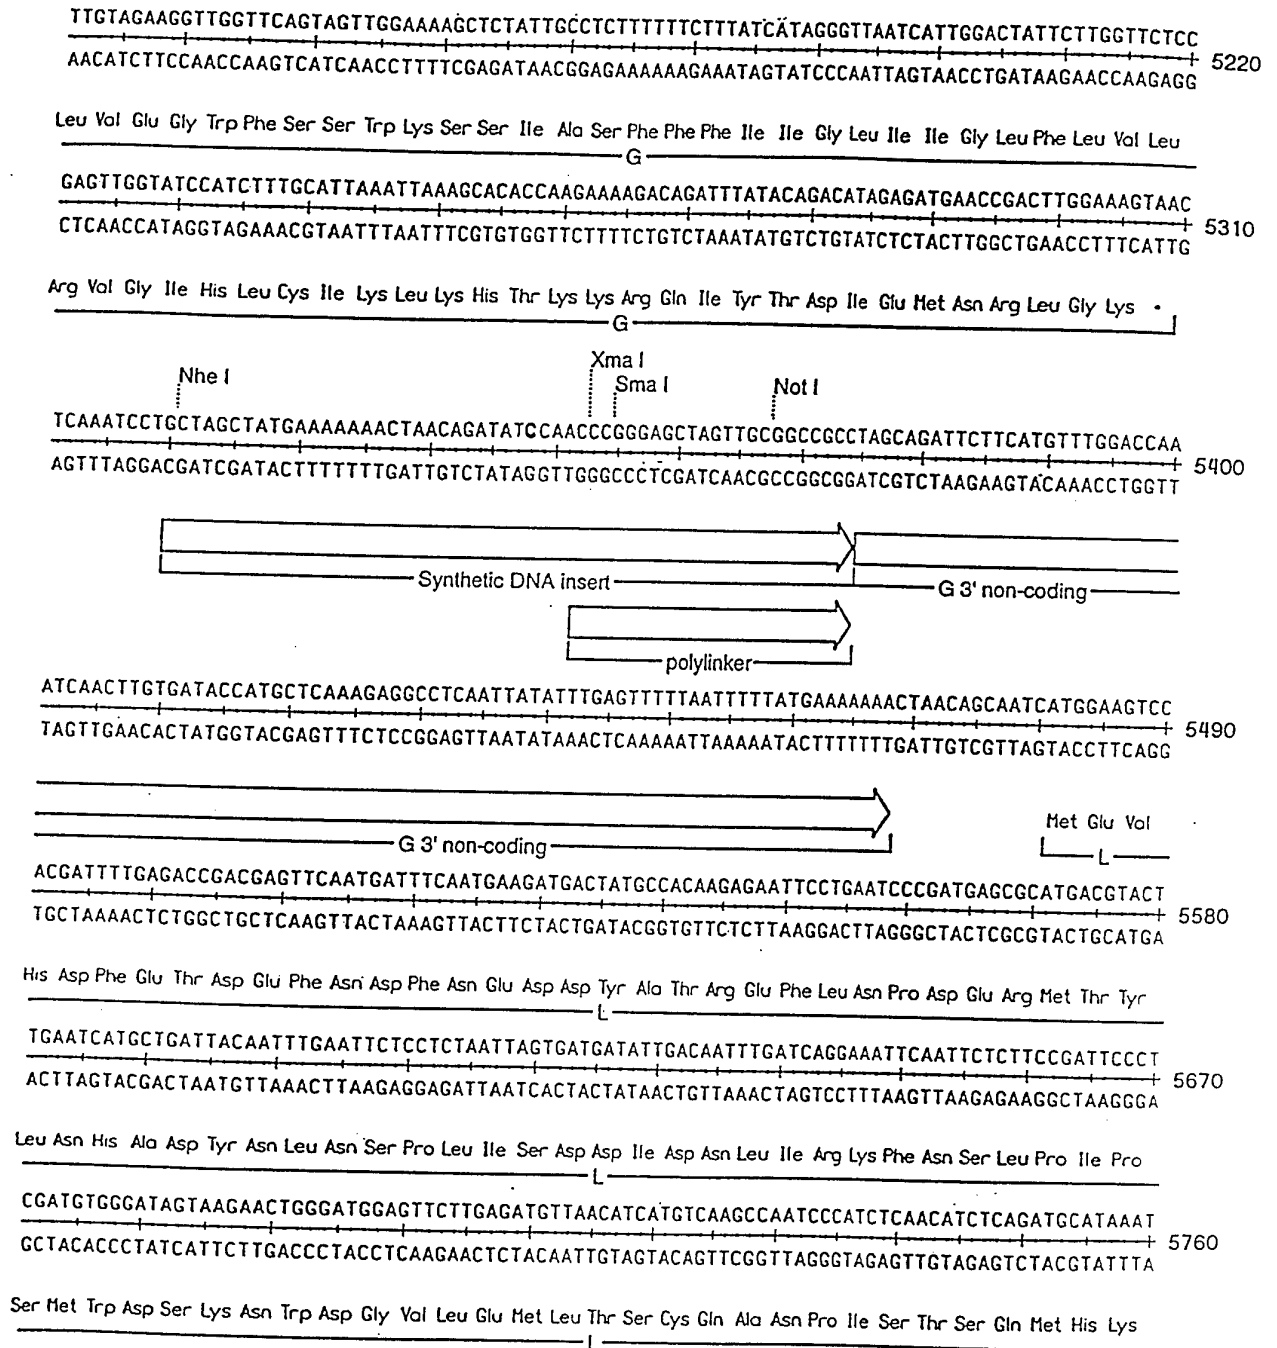 TTGTAGAAGGTTGGTTCAGTAGTTGGAAAAGCTCTATTGCCTCTTTTTTCTTTATCATAGGGTTAATCATTGGACTATTCTTGGTTCTCC
5220
AACATCTTCCAACCAAGTCATCAACCTTTTCGAGATAACGGAGAAAAAAGAAATAGTATCCCAATTAGTAACCTGATAAGAACCAAGAGG
Leu Val Glu Gly Trp Phe Ser Ser Trp Lys Ser Ser Ile Ala Ser Phe Phe Phe Ile Ile Gly Leu Ile Ile Gly Leu Phe Leu Val Leu
G
GAGTTGGTATCCATCTTTGCATTAAATTAAAGCACACCAAGAAAAGACAGATTTATACAGACATAGAGATGAACCGACTTGGAAAGTAAC
5310
CTCAACCATAGGTAGAAACGTAATTTAATTTCGTGTGGTTCTTTTCTGTCTAAATATGTCTGTATCTCTACTTGGCTGAACCTTTCATTG
Arg Val Gly Ile His Leu Cys Ile Lys Leu Lys His Thr Lys Lys Arg Gln Ile Tyr Thr Asp Ile Glu Met Asn Arg Leu Gly Lys •
G
Nhe I
Xma I
Sma I
Not I
TCAAATCCTGCTAGCTATGAAAAAAACTAACAGATATCCAACCCGGGAGCTAGTTGCGGCCGCCTAGCAGATTCTTCATGTTTGGACCAA
5400
AGTTTAGGACGATCGATACTTTTTTTGATTGTCTATAGGTTGGGCCCTCGATCAACGCCGGCGGATCGTCTAAGAAGTACAAACCTGGTT
Synthetic DNA insert
G 3' non-coding
polylinker
ATCAACTTGTGATACCATGCTCAAAGAGGCCTCAATTATATTTGAGTTTTTAATTTTTATGAAAAAAACTAACAGCAATCATGGAAGTCC
5490
TAGTTGAACACTATGGTACGAGTTTCTCCGGAGTTAATATAAACTCAAAAATTAAAAATACTTTTTTTGATTGTCGTTAGTACCTTCAGG
G 3' non-coding
Met Glu Val
L
ACGATTTTGAGACCGACGAGTTCAATGATTTCAATGAAGATGACTATGCCACAAGAGAATTCCTGAATCCCGATGAGCGCATGACGTACT
5580
TGCTAAAACTCTGGCTGCTCAAGTTACTAAAGTTACTTCTACTGATACGGTGTTCTCTTAAGGACTTAGGGCTACTCGCGTACTGCATGA
His Asp Phe Glu Thr Asp Glu Phe Asn Asp Phe Asn Glu Asp Asp Tyr Ala Thr Arg Glu Phe Leu Asn Pro Asp Glu Arg Met Thr Tyr
L
TGAATCATGCTGATTACAATTTGAATTCTCCTCTAATTAGTGATGATATTGACAATTTGATCAGGAAATTCAATTCTCTTCCGATTCCCT
5670
ACTTAGTACGACTAATGTTAAACTTAAGAGGAGATTAATCACTACTATAACTGTTAAACTAGTCCTTTAAGTTAAGAGAAGGCTAAGGGA
Leu Asn His Ala Asp Tyr Asn Leu Asn Ser Pro Leu Ile Ser Asp Asp Ile Asp Asn Leu Ile Arg Lys Phe Asn Ser Leu Pro Ile Pro
L
CGATGTGGGATAGTAAGAACTGGGATGGAGTTCTTGAGATGTTAACATCATGTCAAGCCAATCCCATCTCAACATCTCAGATGCATAAAT
5760
GCTACACCCTATCATTCTTGACCCTACCTCAAGAACTCTACAATTGTAGTACAGTTCGGTTAGGGTAGAGTTGTAGAGTCTACGTATTTA
Ser Met Trp Asp Ser Lys Asn Trp Asp Gly Val Leu Glu Met Leu Thr Ser Cys Gln Ala Asn Pro Ile Ser Thr Ser Gln Met His Lys
L